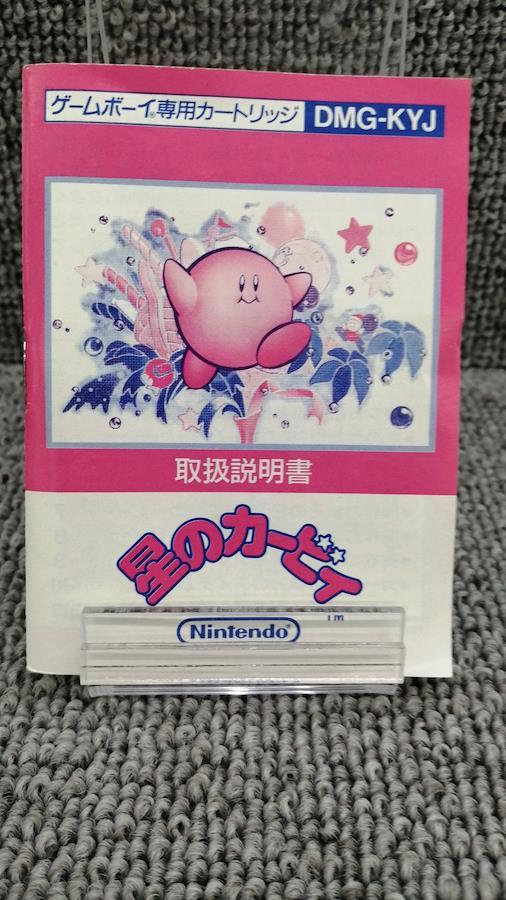 ゲームボーイ®専用カートリッジ DMG-KYJ
取扱説明書
星のカービィ
TM
Nintendo®